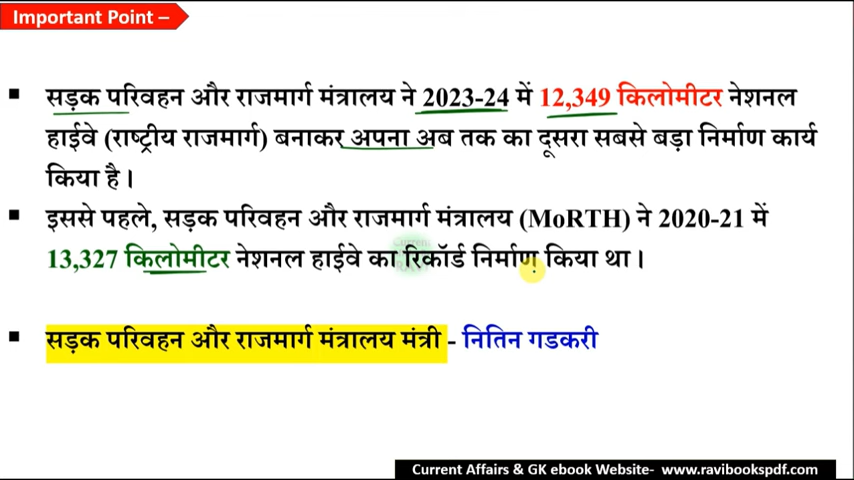 Important Point –
▪ सड़क परिवहन और राजमार्ग मंत्रालय ने 2023-24 में 12,349 किलोमीटर नेशनल
हाईवे (राष्ट्रीय राजमार्ग) बनाकर अपना अब तक का दूसरा सबसे बड़ा निर्माण कार्य
किया है।
▪ इससे पहले, सड़क परिवहन और राजमार्ग मंत्रालय (MoRTH) ने 2020-21 में
13,327 किलोमीटर नेशनल हाईवे का रिकॉर्ड निर्माण किया था।
▪ सड़क परिवहन और राजमार्ग मंत्रालय मंत्री - नितिन गडकरी
Current Affairs & GK ebook Website- www.ravibookspdf.com